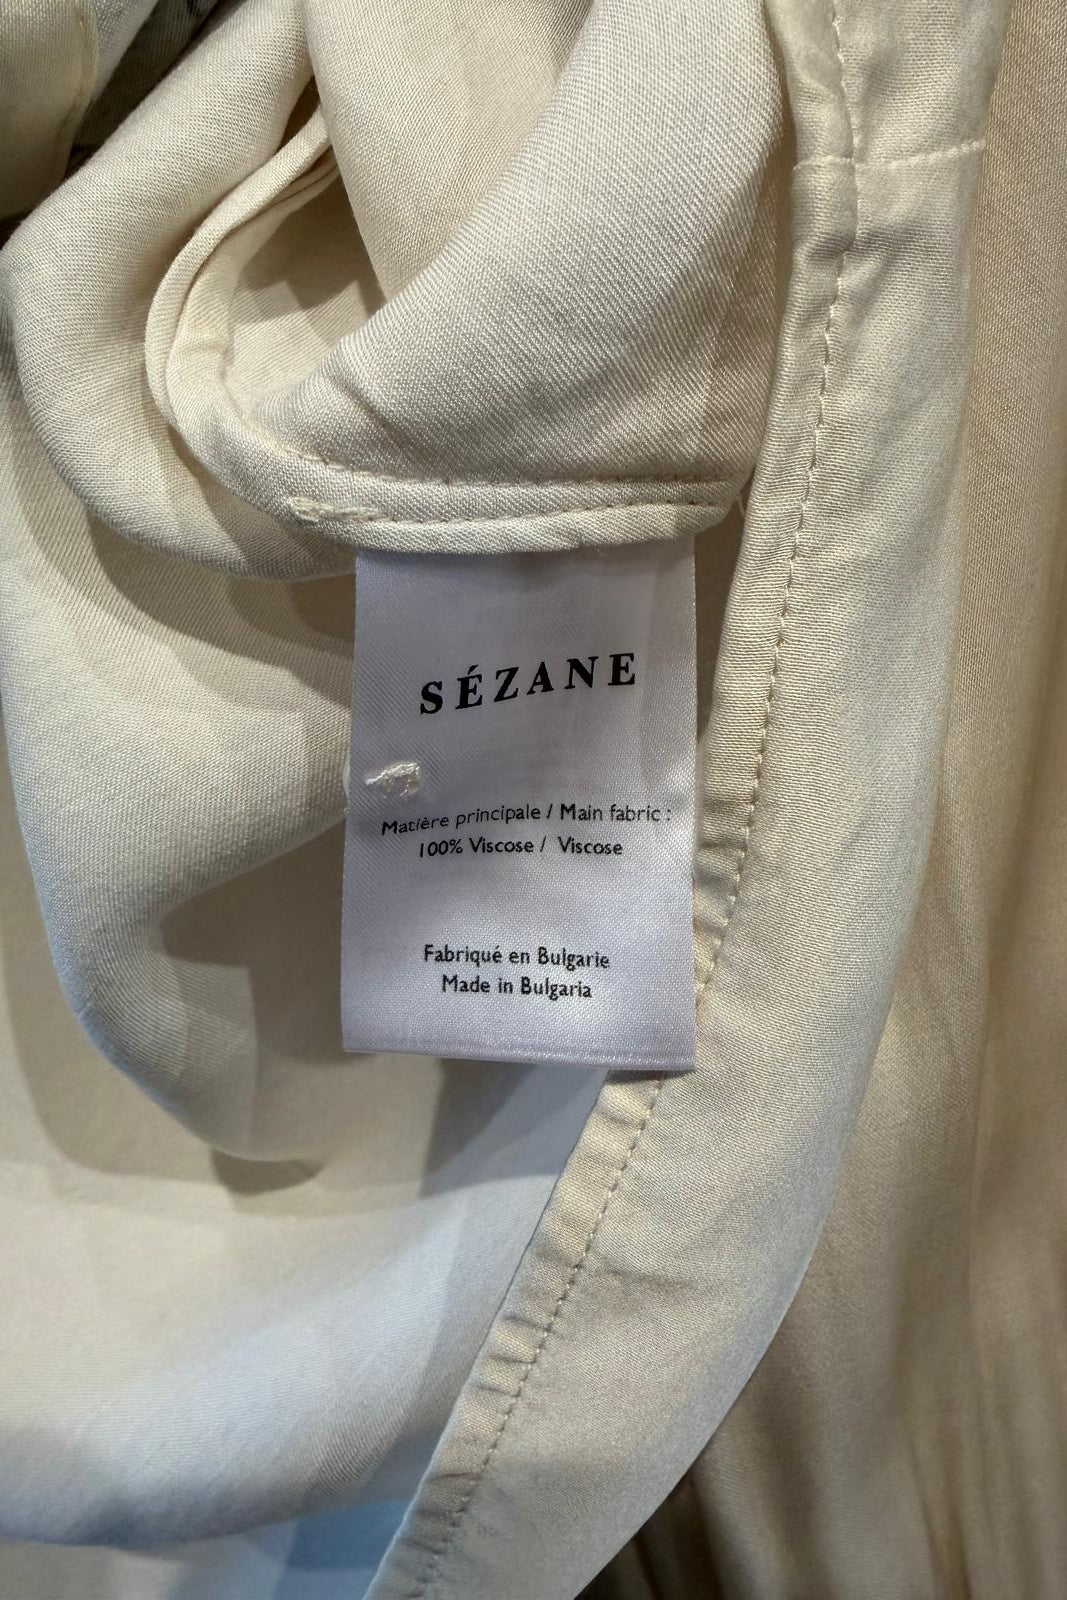 SÉZANE
Matière principale / Main fabric :
100% Viscose / Viscose
Fabriqué en Bulgarie
Made in Bulgaria